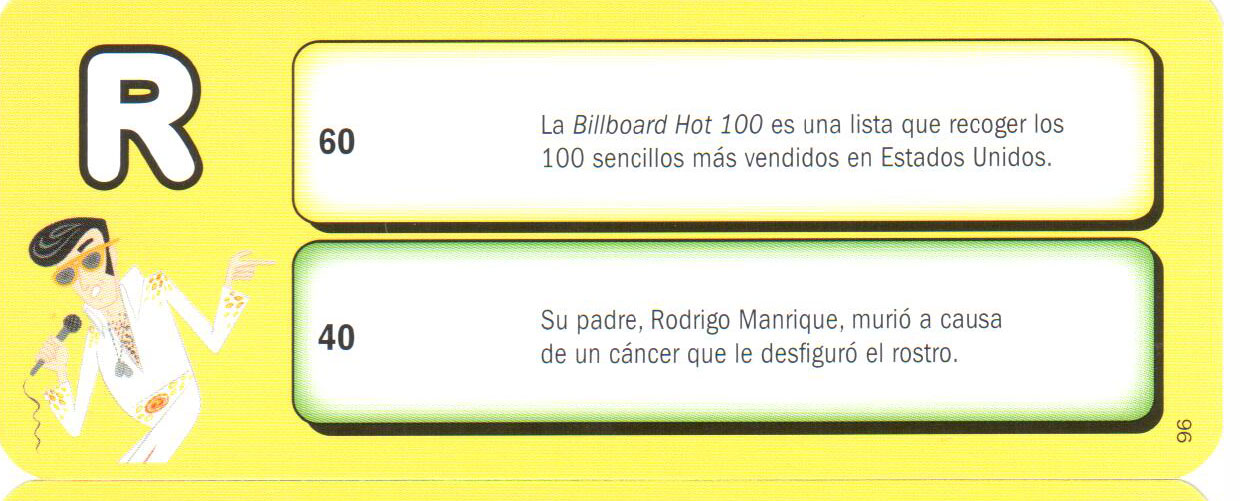 R
60
La Billboard Hot 100 es una lista que recoger los
100 sencillos más vendidos en Estados Unidos.
40
Su padre, Rodrigo Manrique, murió a causa
de un cáncer que le desfiguró el rostro.
96